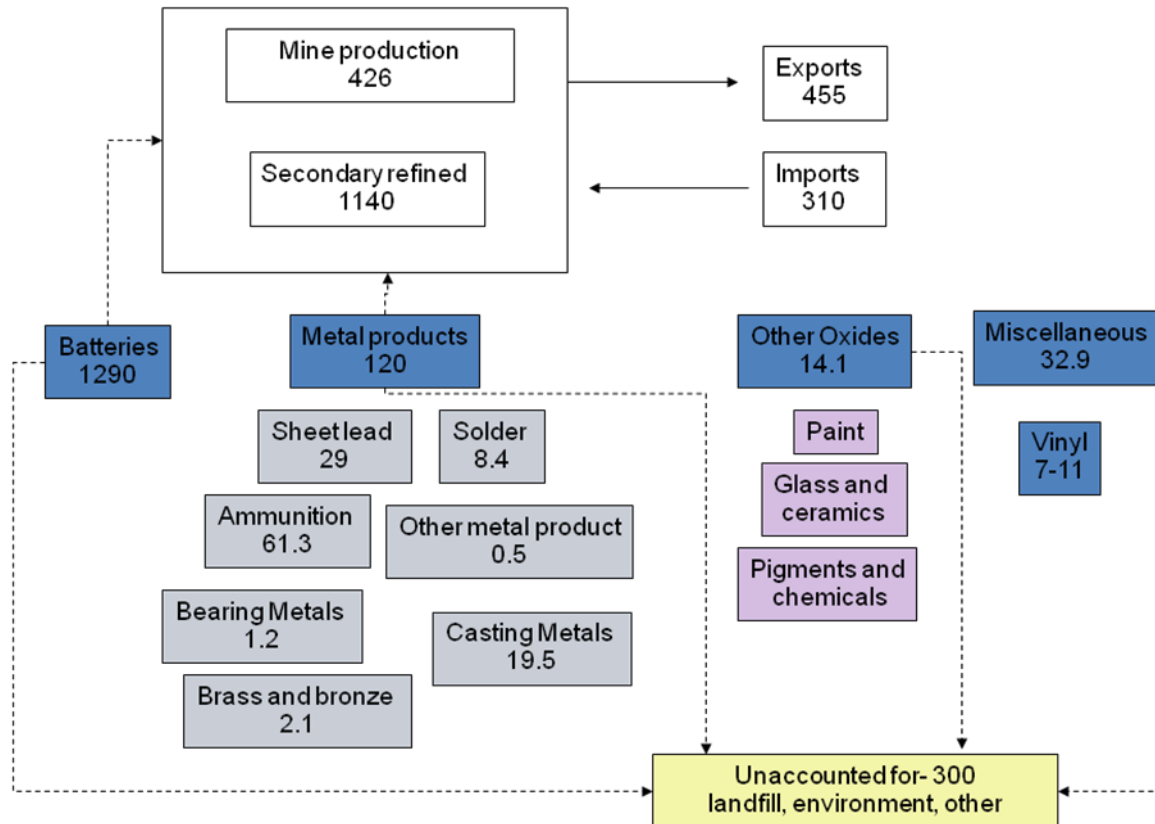 Mine production
426
Exports
455
Secondary refined
1140
Imports
310
Batteries
1290
Metal products
120
Other Oxides
14.1
Miscellaneous
32.9
Sheet lead
29
Solder
8.4
Paint
Vinyl
7-11
Glass and
ceramics
Ammunition
61.3
Other metal product
0.5
Pigments and
chemicals
Bearing Metals
1.2
Casting Metals
19.5
Brass and bronze
2.1
Unaccounted for- 300
landfill, environment, other